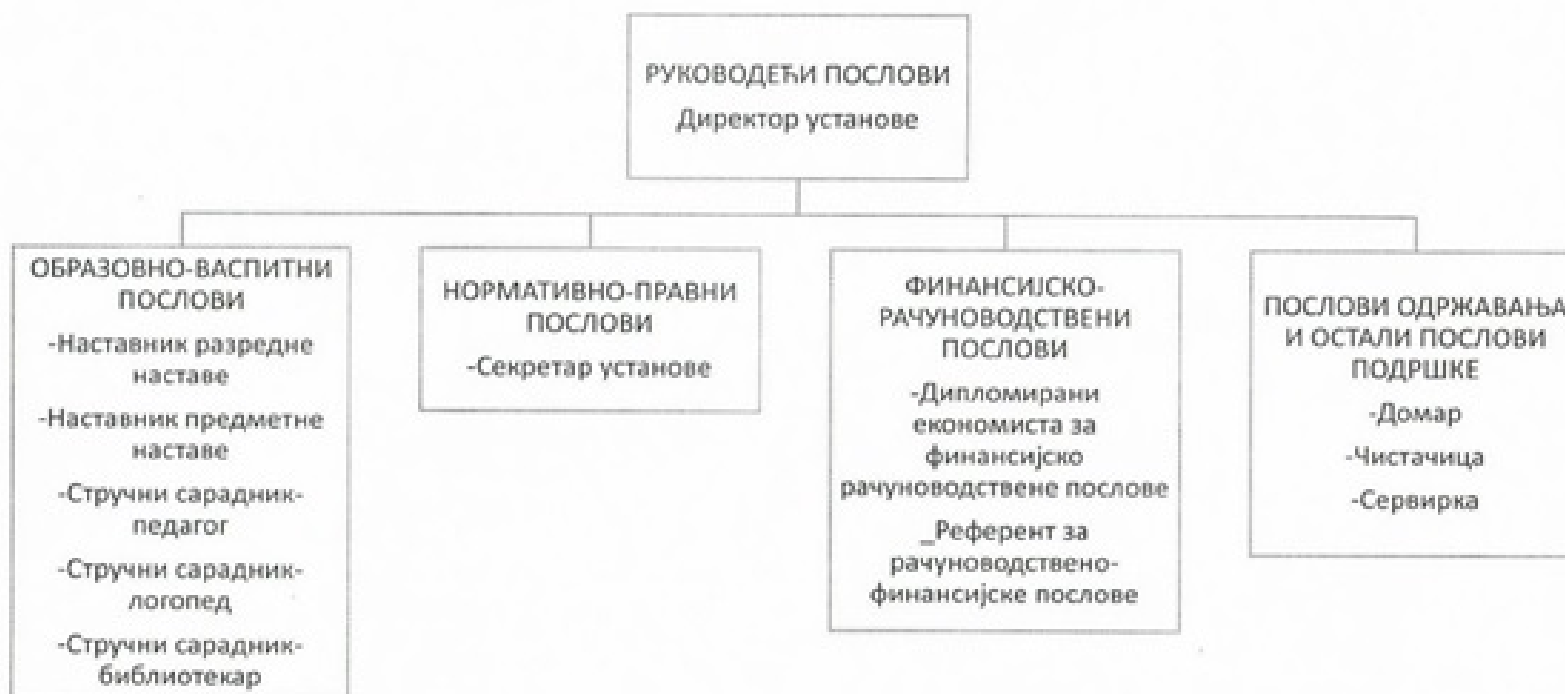 РУКОВОДЕЋИ ПОСЛОВИ
Директор установе
ОБРАЗОВНО-ВАСПИТНИ
ПОСЛОВИ
-Наставник разредне
наставе
-Наставник предметне
наставе
-Стручни сарадник-
педагог
-Стручни сарадник-
логопед
-Стручни сарадник-
библиотекар
НОРМАТИВНО-ПРАВНИ
ПОСЛОВИ
-Секретар установе
ФИНАНСИЈСКО-
РАЧУНОВОДСТВЕНИ
ПОСЛОВИ
-Дипломирани
економиста за
финансијско
рачуноводствене послове
_Референт за
рачуноводствено-
финансијске послове
ПОСЛОВИ ОДРЖАВАЊА
И ОСТАЛИ ПОСЛОВИ
ПОДРШКЕ
-Домар
-Чистачица
-Сервирка